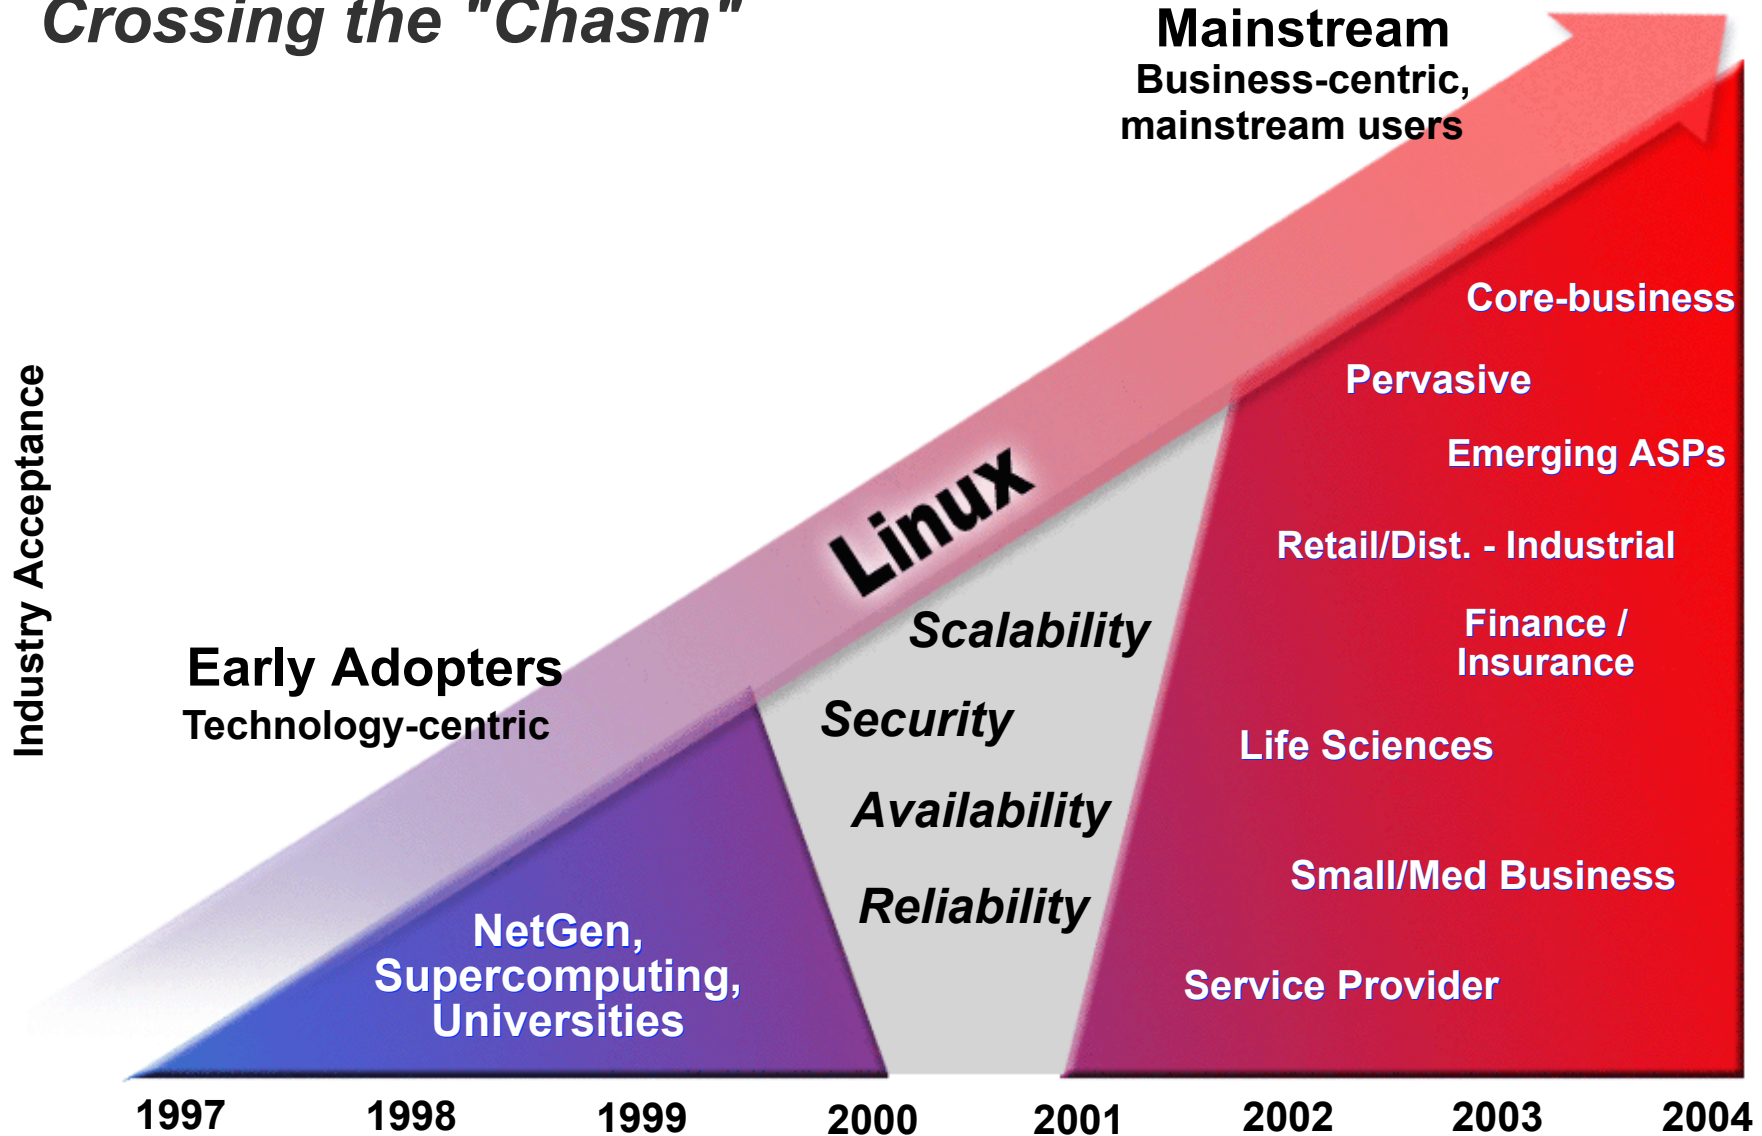 Crossing the "Chasm"
Mainstream
Business-centric,
mainstream users
Core-business
Pervasive
Emerging ASPs
Retail/Dist. - Industrial
Finance /
Insurance
Life Sciences
Small/Med Business
Service Provider
Linux
Scalability
Security
Availability
Reliability
Early Adopters
Technology-centric
NetGen,
Supercomputing,
Universities
Industry Acceptance
1997 1998 1999 2000 2001 2002 2003 2004